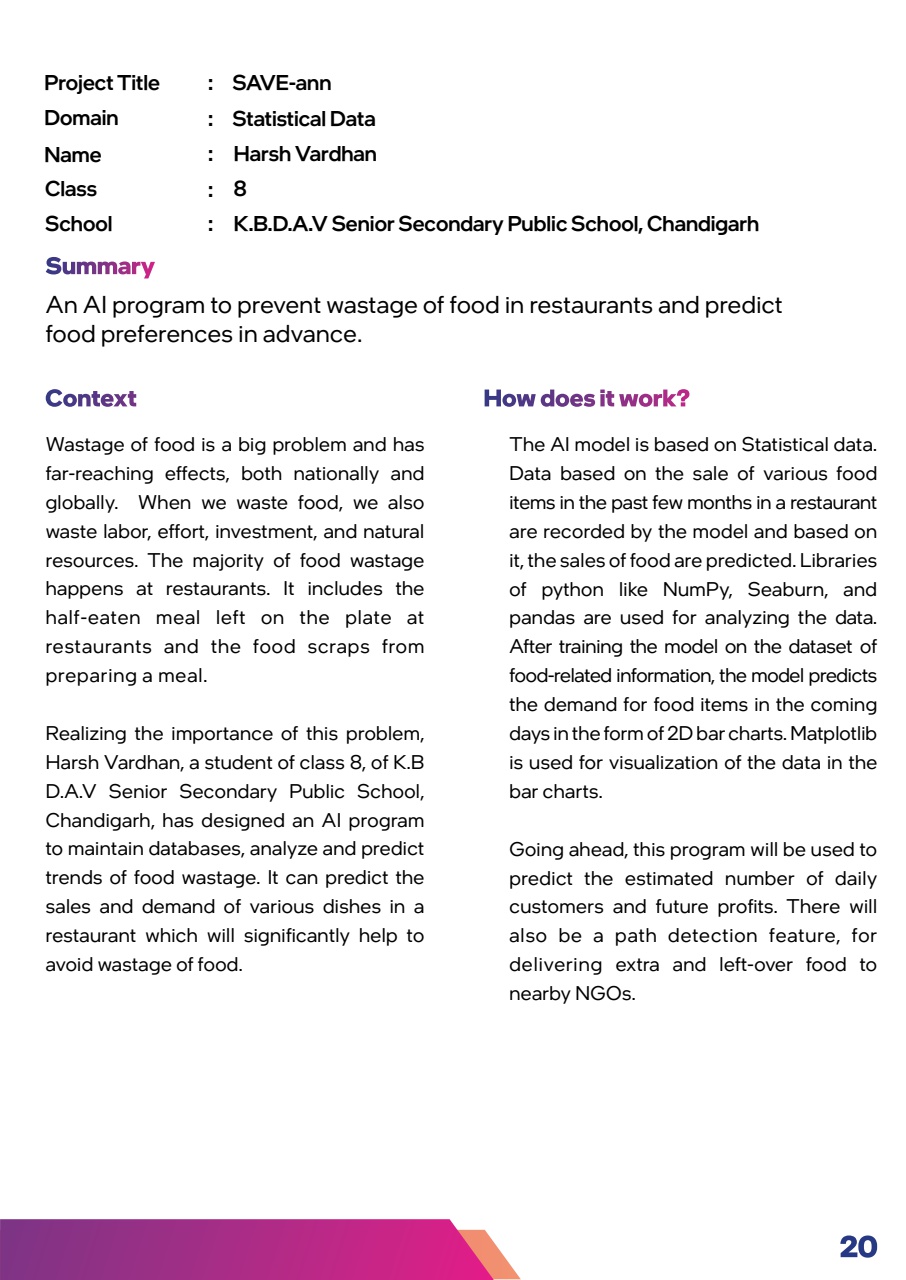 Project Title : SAVE-ann
Domain : Statistical Data
Name : Harsh Vardhan
Class : 8
School : K.B.D.A.V Senior Secondary Public School, Chandigarh
Summary
An AI program to prevent wastage of food in restaurants and predict
food preferences in advance.
Context
Wastage of food is a big problem and has
far-reaching effects, both nationally and
globally. When we waste food, we also
waste labor, effort, investment, and natural
resources. The majority of food wastage
happens at restaurants. It includes the
half-eaten meal left on the plate at
restaurants and the food scraps from
preparing a meal.
Realizing the importance of this problem,
Harsh Vardhan, a student of class 8, of K.B
D.A.V Senior Secondary Public School,
Chandigarh, has designed an AI program
to maintain databases, analyze and predict
trends of food wastage. It can predict the
sales and demand of various dishes in a
restaurant which will significantly help to
avoid wastage of food.
How does it work?
The AI model is based on Statistical data.
Data based on the sale of various food
items in the past few months in a restaurant
are recorded by the model and based on
it, the sales of food are predicted. Libraries
of python like NumPy, Seaburn, and
pandas are used for analyzing the data.
After training the model on the dataset of
food-related information, the model predicts
the demand for food items in the coming
days in the form of 2D bar charts. Matplotlib
is used for visualization of the data in the
bar charts.
Going ahead, this program will be used to
predict the estimated number of daily
customers and future profits. There will
also be a path detection feature, for
delivering extra and left-over food to
nearby NGOs.
20